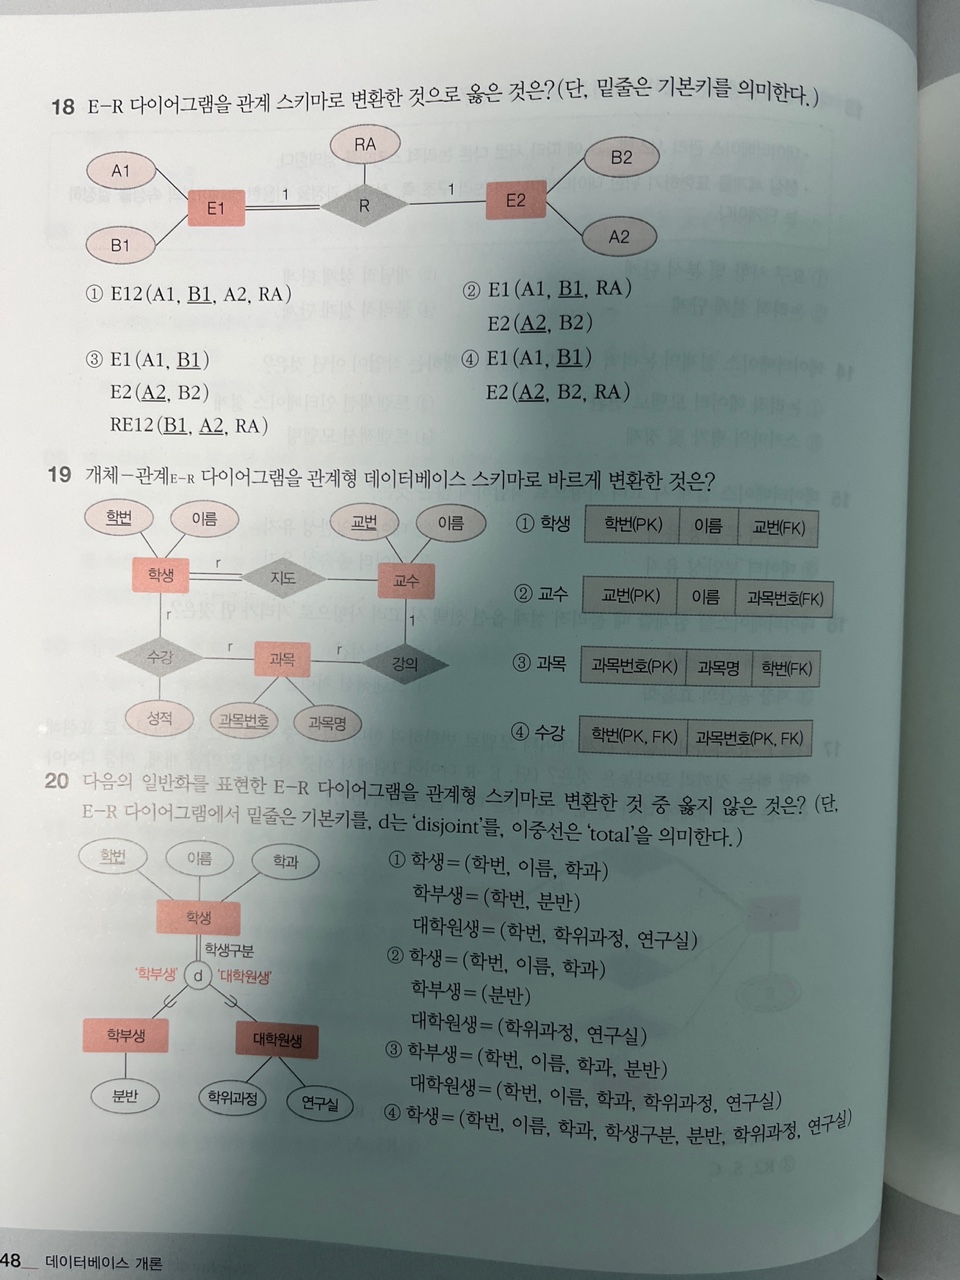 18 E-R 다이어그램을 관계 스키마로 변환한 것으로 옳은 것은? (단, 밑줄은 기본키를 의미한다.)
RA
A1
B2
1
1
E1
R
E2
B1
A2
① E12(A1, B1, A2, RA)
② E1(A1, B1, RA)
E2(A2, B2)
③ E1(A1, B1)
E2(A2, B2)
RE12(B1, A2, RA)
④ E1(A1, B1)
E2(A2, B2, RA)
19 개체-관계E-R 다이어그램을 관계형 데이터베이스 스키마로 바르게 변환한 것은?
학번
이름
교번
이름
학생
r
지도
r
교수
r
1
수강
r
과목
r
강의
성적
과목번호
과목명
① 학생 학번(PK) 이름 교번(FK)
② 교수 교번(PK) 이름 과목번호(FK)
③ 과목 과목번호(PK) 과목명 학번(FK)
④ 수강 학번(PK, FK) 과목번호(PK, FK)
20 다음의 일반화를 표현한 E-R 다이어그램을 관계형 스키마로 변환한 것 중 옳지 않은 것은? (단,
E-R 다이어그램에서 밑줄은 기본키를, d는 'disjoint'를, 이중선은 'total'을 의미한다.)
학번
이름
학과
학생
학생구분
'학부생'
d
'대학원생'
학부생
대학원생
분반
학위과정
연구실
① 학생=(학번, 이름, 학과)
학부생=(학번, 분반)
대학원생=(학번, 학위과정, 연구실)
② 학생=(학번, 이름, 학과)
학부생=(분반)
대학원생=(학위과정, 연구실)
③ 학부생=(학번, 이름, 학과, 분반)
대학원생=(학번, 이름, 학과, 학위과정, 연구실)
④ 학생=(학번, 이름, 학과, 학생구분, 분반, 학위과정, 연구실)
48 데이터베이스 개론